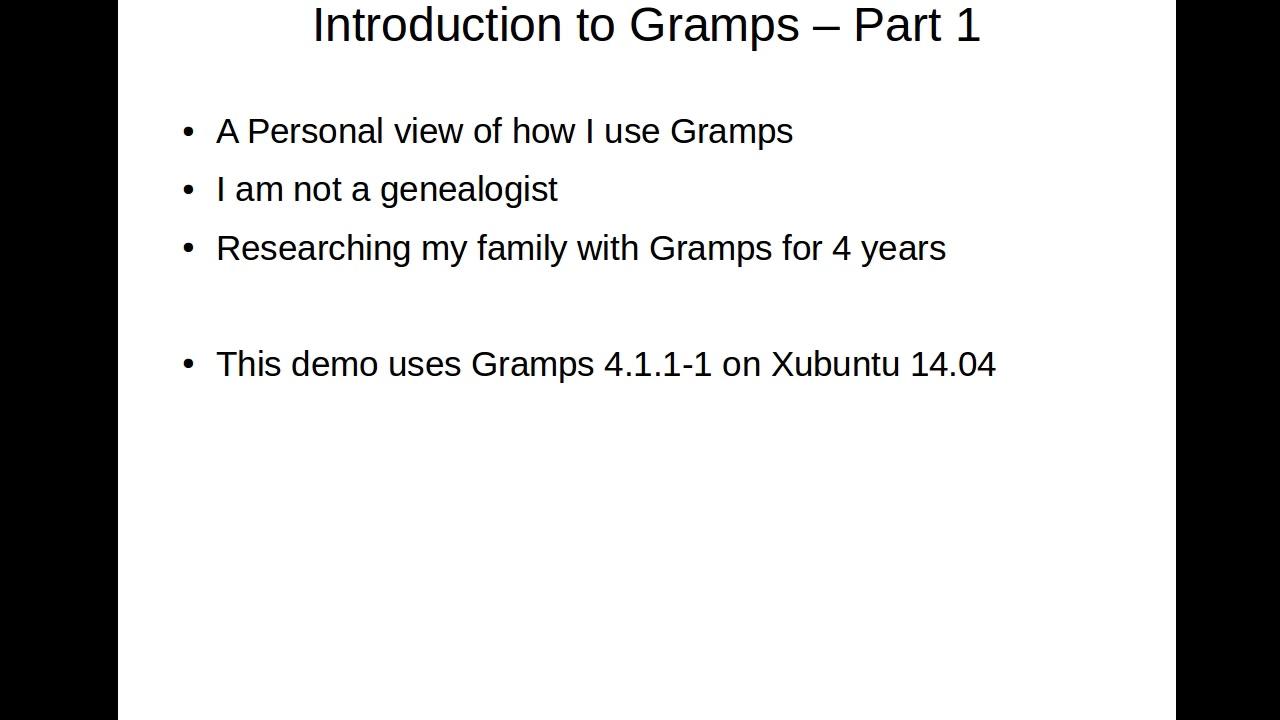 Introduction to Gramps – Part 1
• A Personal view of how I use Gramps
• I am not a genealogist
• Researching my family with Gramps for 4 years
• This demo uses Gramps 4.1.1-1 on Xubuntu 14.04